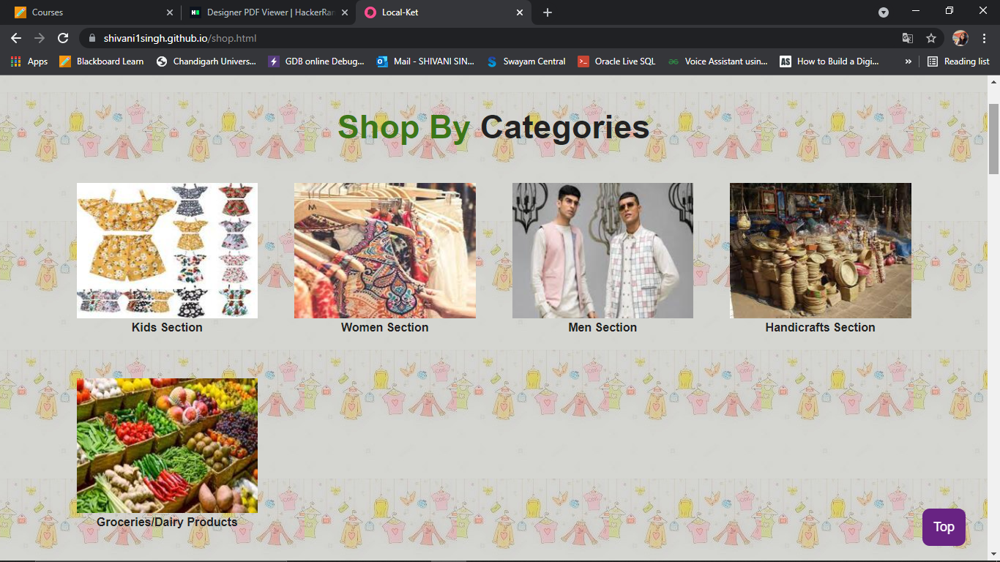 Courses
Designer PDF Viewer | HackerRan
Local-Ket
shivani1singh.github.io/shop.html
Apps
Blackboard Learn
Chandigarh Univers...
GDB online Debug...
Mail - SHIVANI SIN...
Swayam Central
Oracle Live SQL
Voice Assistant usin...
AS
How to Build a Digi...
»
Reading list
Shop By Categories
Kids Section
Women Section
Men Section
Handicrafts Section
Groceries/Dairy Products
Top